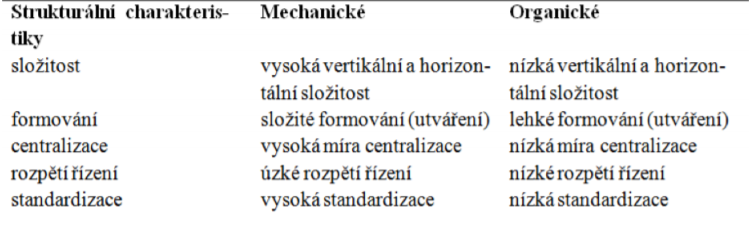 Strukturální charakteris- Mechanické Organické
tiky
složitost vysoká vertikální a horizon- nízká vertikální a horizon-
tální složitost tální složitost
formování složité formování (utváření) lehké formování (utváření)
centralizace vysoká míra centralizace nízká míra centralizace
rozpětí řízení úzké rozpětí řízení nízké rozpětí řízení
standardizace vysoká standardizace nízká standardizace